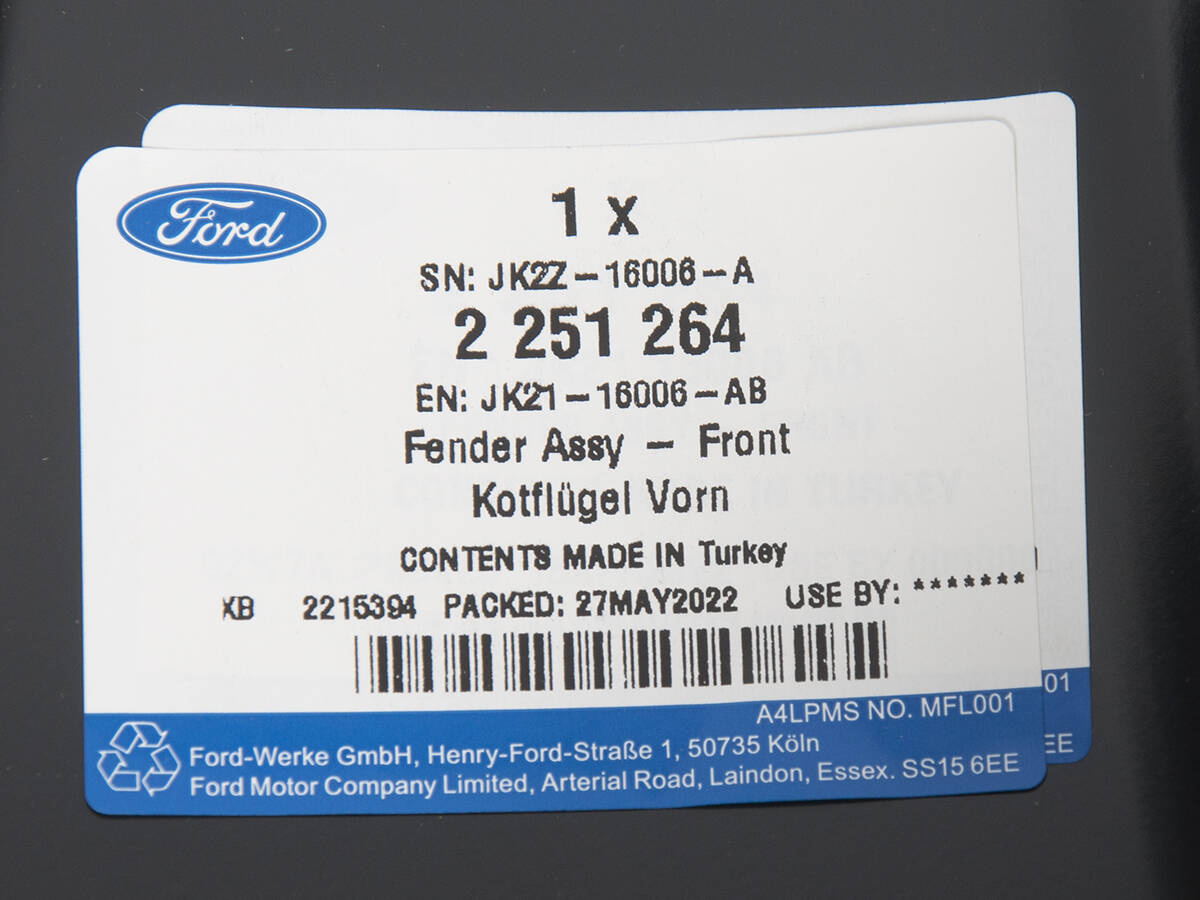 Ford
1 x
SN: JK2Z-16006-A
2 251 264
EN: JK21-16006-AB
Fender Assy - Front
Kotflügel Vorn
CONTENTS MADE IN Turkey
XB 2215394 PACKED: 27MAY2022 USE BY: *******
A4LPMS NO. MFL001
01
Ford-Werke GmbH, Henry-Ford-Straße 1, 50735 Köln
Ford Motor Company Limited, Arterial Road, Laindon, Essex. SS15 6EE
EE